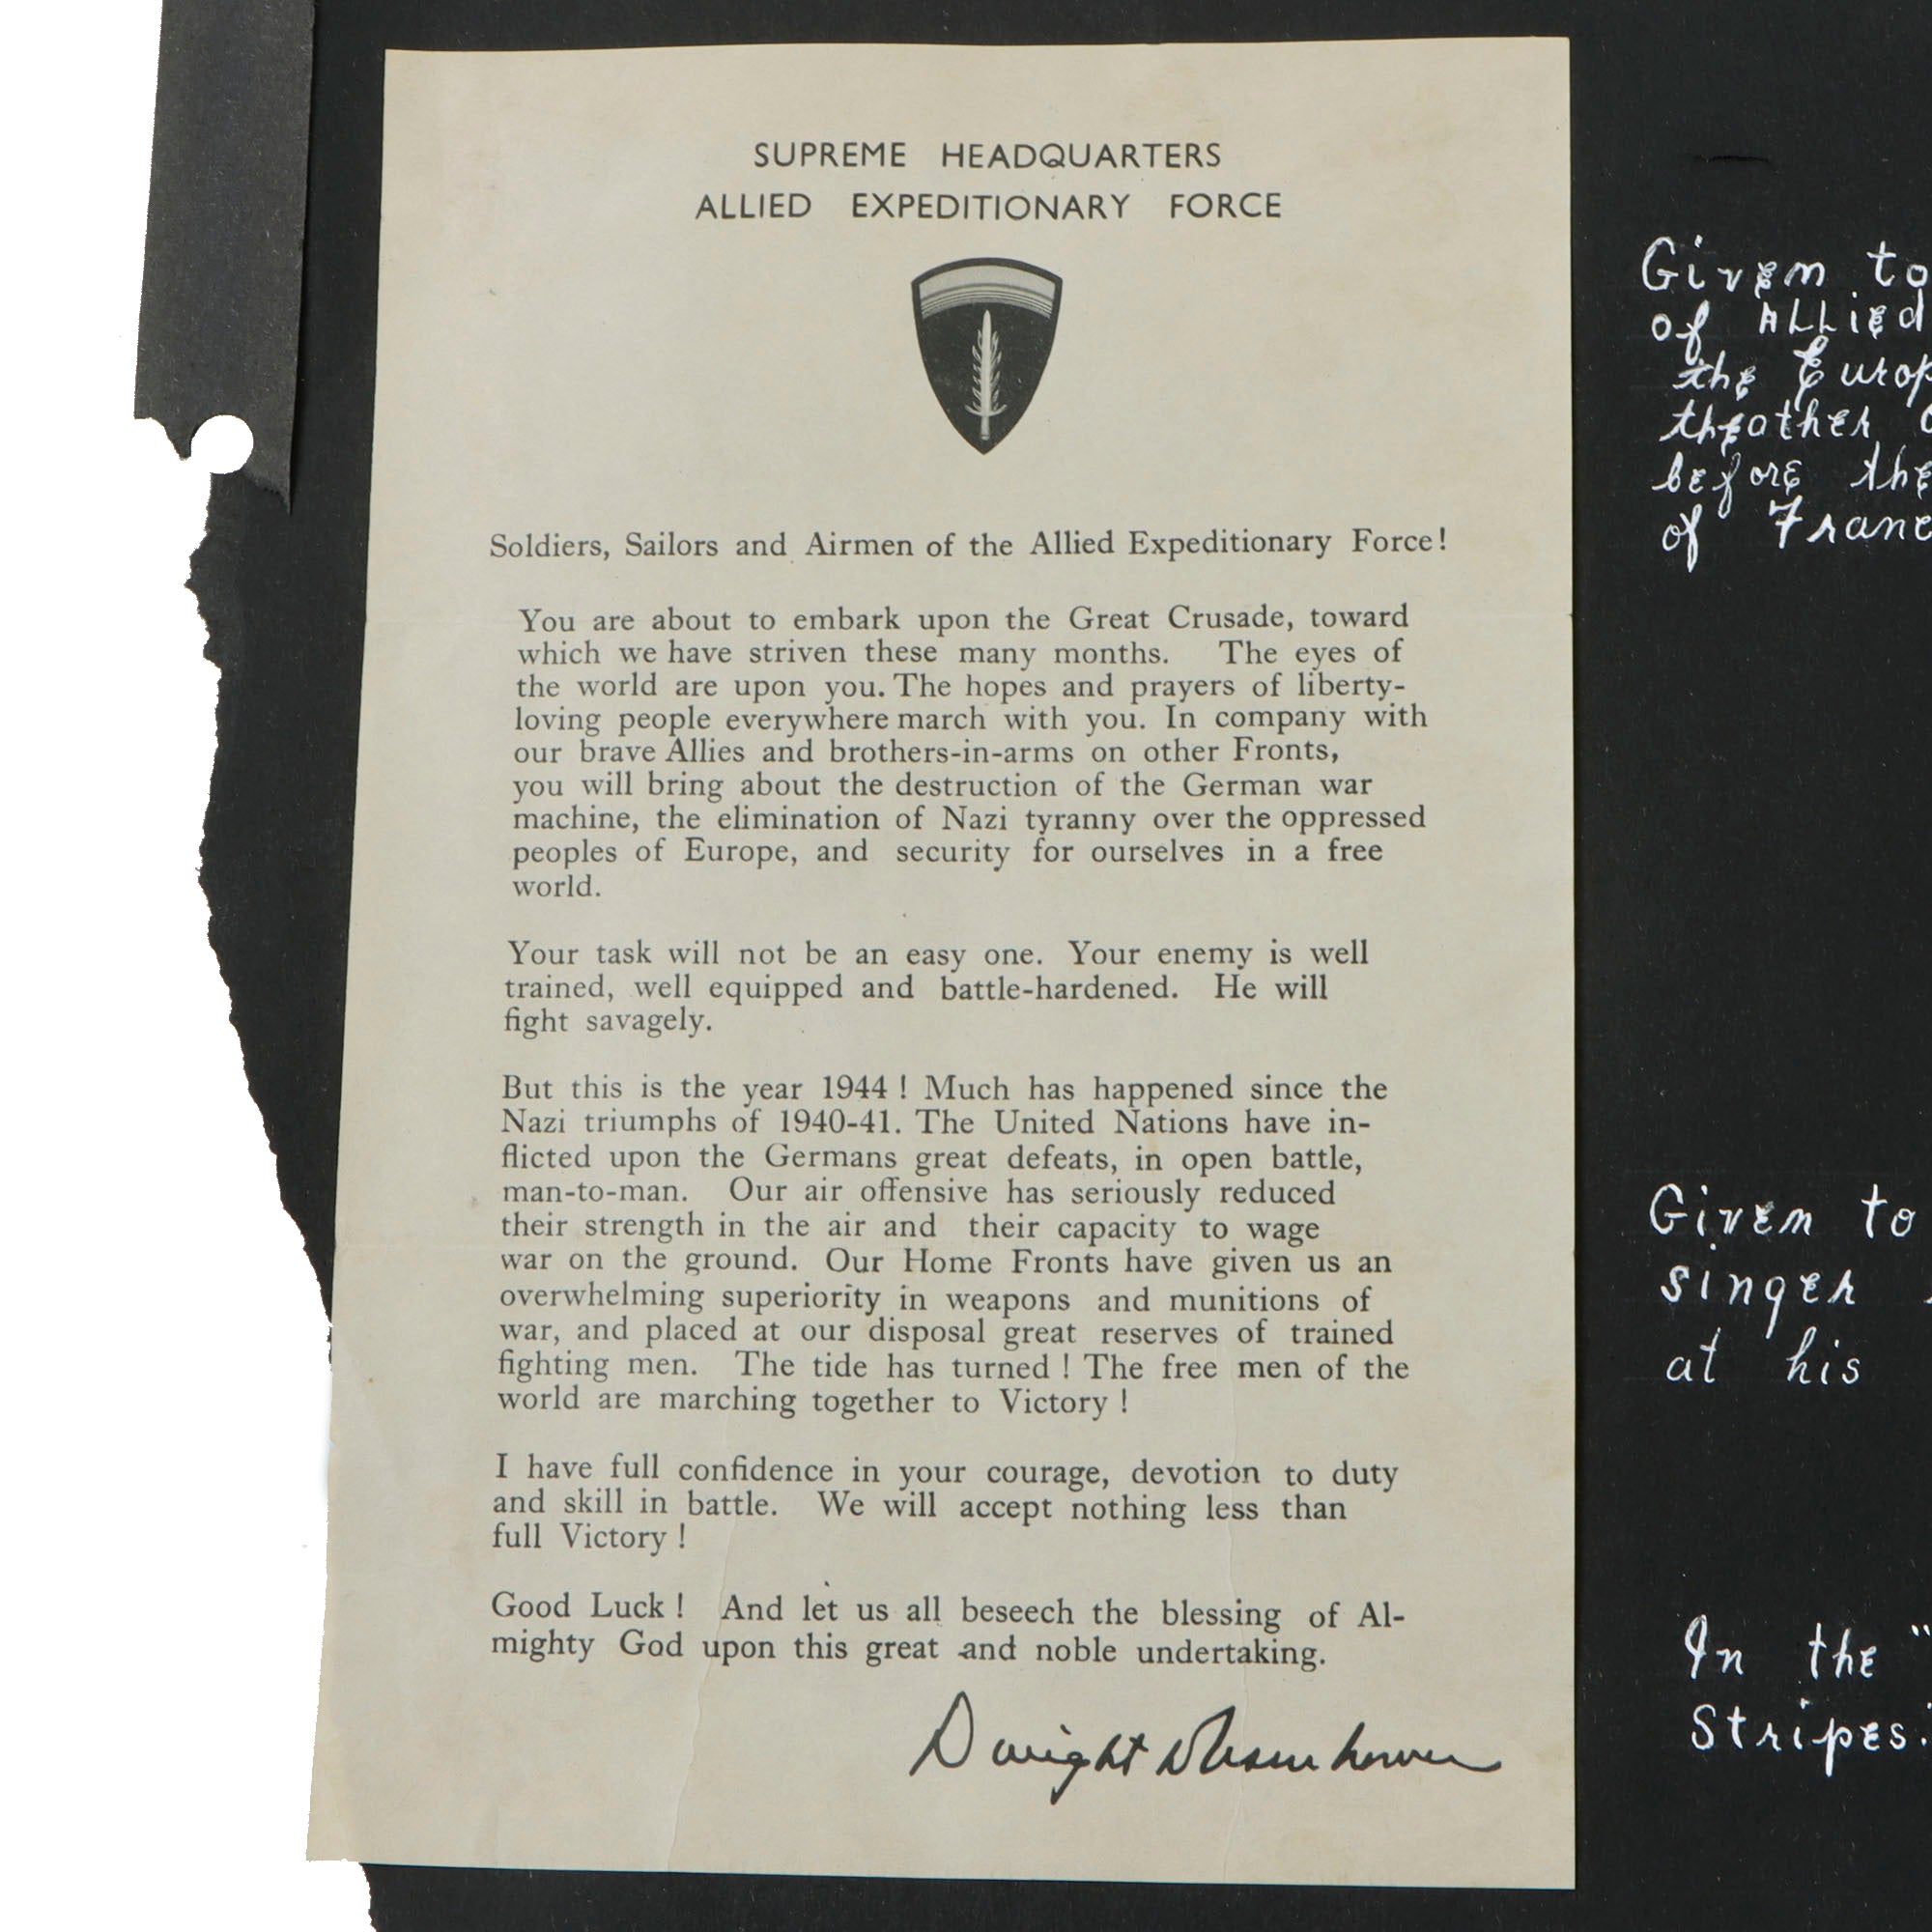 SUPREME HEADQUARTERS
ALLIED EXPEDITIONARY FORCE
Soldiers, Sailors and Airmen of the Allied Expeditionary Force!
You are about to embark upon the Great Crusade, toward
which we have striven these many months. The eyes of
the world are upon you. The hopes and prayers of liberty-
loving people everywhere march with you. In company with
our brave Allies and brothers-in-arms on other Fronts,
you will bring about the destruction of the German war
machine, the elimination of Nazi tyranny over the oppressed
peoples of Europe, and security for ourselves in a free
world.
Your task will not be an easy one. Your enemy is well
trained, well equipped and battle-hardened. He will
fight savagely.
But this is the year 1944 ! Much has happened since the
Nazi triumphs of 1940-41. The United Nations have in-
flicted upon the Germans great defeats, in open battle,
man-to-man. Our air offensive has seriously reduced
their strength in the air and their capacity to wage
war on the ground. Our Home Fronts have given us an
overwhelming superiority in weapons and munitions of
war, and placed at our disposal great reserves of trained
fighting men. The tide has turned ! The free men of the
world are marching together to Victory !
I have full confidence in your courage, devotion to duty
and skill in battle. We will accept nothing less than
full Victory !
Good Luck ! And let us all beseech the blessing of Al-
mighty God upon this great and noble undertaking.
Dwight D Eisenhower
Given to
of Allied
the Europ
theather
before the
of Franc
Given to
singer
at his
In the "
Stripes.